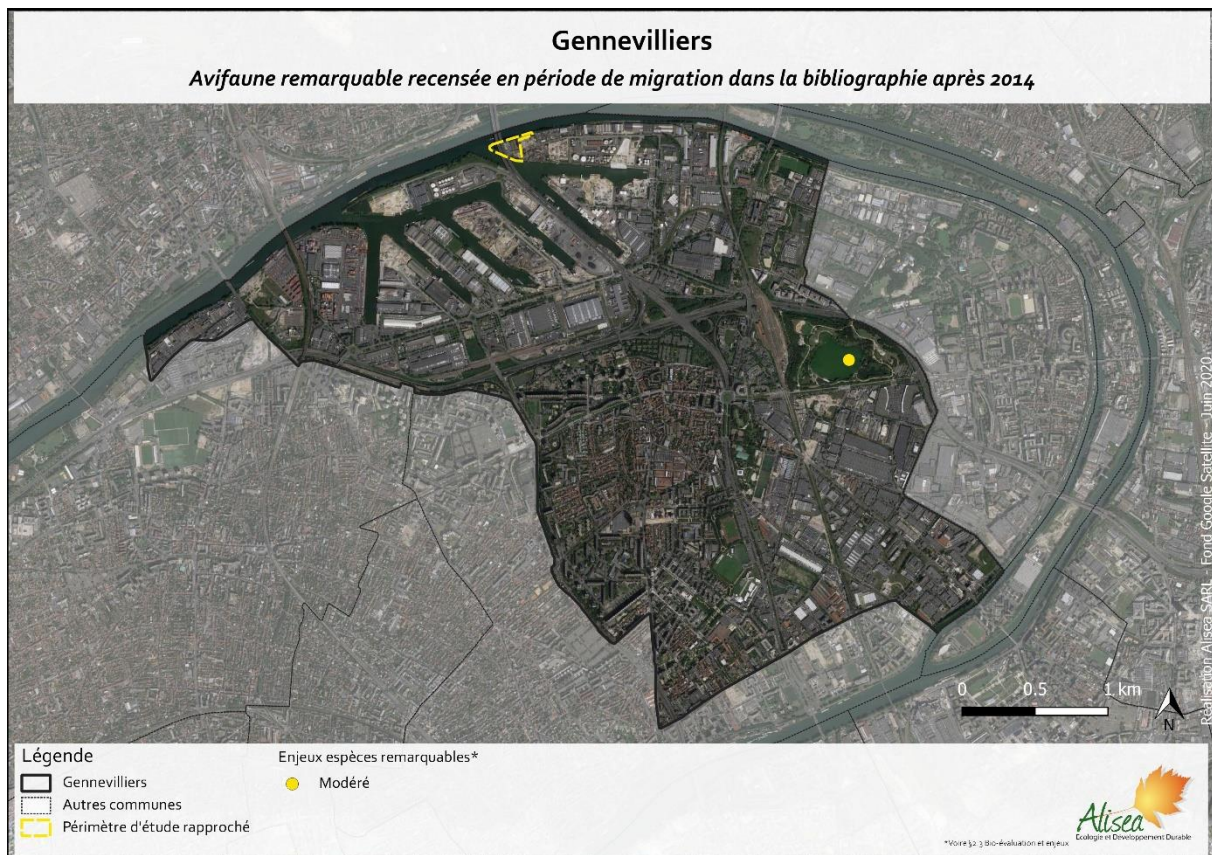 Gennevilliers
Avifaune remarquable recensée en période de migration dans la bibliographie après 2014
Réalisation Alisea SARL - Fond Google Satellite - Juin 2020
0 0.5 1 km
N
Légende
Gennevilliers
Autres communes
Périmètre d'étude rapproché
Enjeux espèces remarquables*
Modéré
*Voire §2.3 Bio-évaluation et enjeux
Alisea
Ecologie et Développement Durable